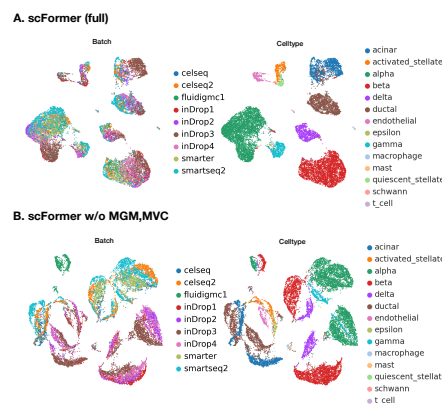 A. scFormer (full)
Batch
celseq
celseq2
fluidigmc1
inDrop1
inDrop2
inDrop3
inDrop4
smarter
smartseq2
Celltype
acinar
activated_stellate
alpha
beta
delta
ductal
endothelial
epsilon
gamma
macrophage
mast
quiescent_stellate
schwann
t_cell
B. scFormer w/o MGM,MVC
Batch
celseq
celseq2
fluidigmc1
inDrop1
inDrop2
inDrop3
inDrop4
smarter
smartseq2
Celltype
acinar
activated_stellat
alpha
beta
delta
ductal
endothelial
epsilon
gamma
macrophage
mast
quiescent_stellat
schwann
t_cell